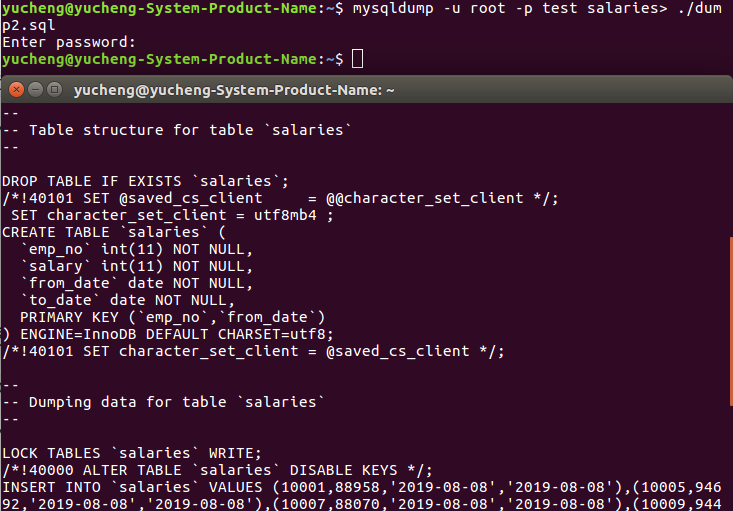 yucheng@yucheng-System-Product-Name:~$ mysqldump -u root -p test salaries> ./dum
p2.sql
Enter password:
yucheng@yucheng-System-Product-Name:~$
yucheng@yucheng-System-Product-Name: ~
--
-- Table structure for table `salaries`
--
DROP TABLE IF EXISTS `salaries`;
/*!40101 SET @saved_cs_client     = @@character_set_client */;
 SET character_set_client = utf8mb4 ;
CREATE TABLE `salaries` (
  `emp_no` int(11) NOT NULL,
  `salary` int(11) NOT NULL,
  `from_date` date NOT NULL,
  `to_date` date NOT NULL,
  PRIMARY KEY (`emp_no`,`from_date`)
) ENGINE=InnoDB DEFAULT CHARSET=utf8;
/*!40101 SET character_set_client = @saved_cs_client */;
--
-- Dumping data for table `salaries`
--
LOCK TABLES `salaries` WRITE;
/*!40000 ALTER TABLE `salaries` DISABLE KEYS */;
INSERT INTO `salaries` VALUES (10001,88958,'2019-08-08','2019-08-08'),(10005,946
92,'2019-08-08','2019-08-08'),(10007,88070,'2019-08-08','2019-08-08'),(10009,944